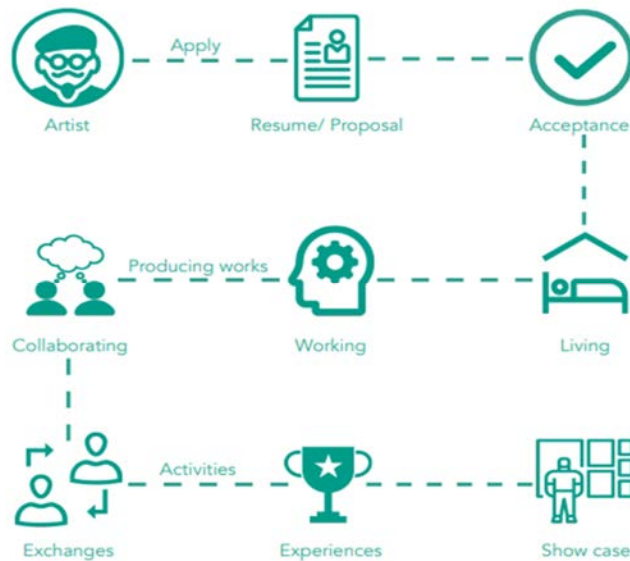 Apply
Artist
Resume/ Proposal
Acceptance
Producing works
Collaborating
Working
Living
Activities
Exchanges
Experiences
Show case